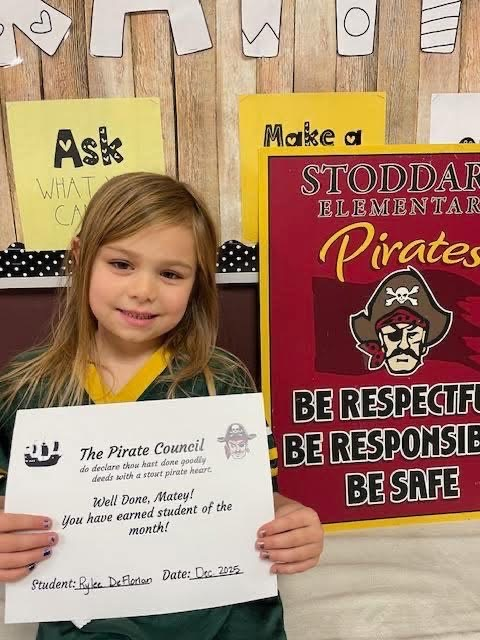 Ask
WHAT
CA
Make a
STODDAR
ELEMENTAR
Pirates
BE RESPECTFU
BE RESPONSIB
BE SAFE
The Pirate Council
do declare thou hast done goodly
deeds with a stout pirate heart.
Well Done, Matey!
You have earned student of the
month!
Student: Rylee DeFlorian Date: Dec. 2025